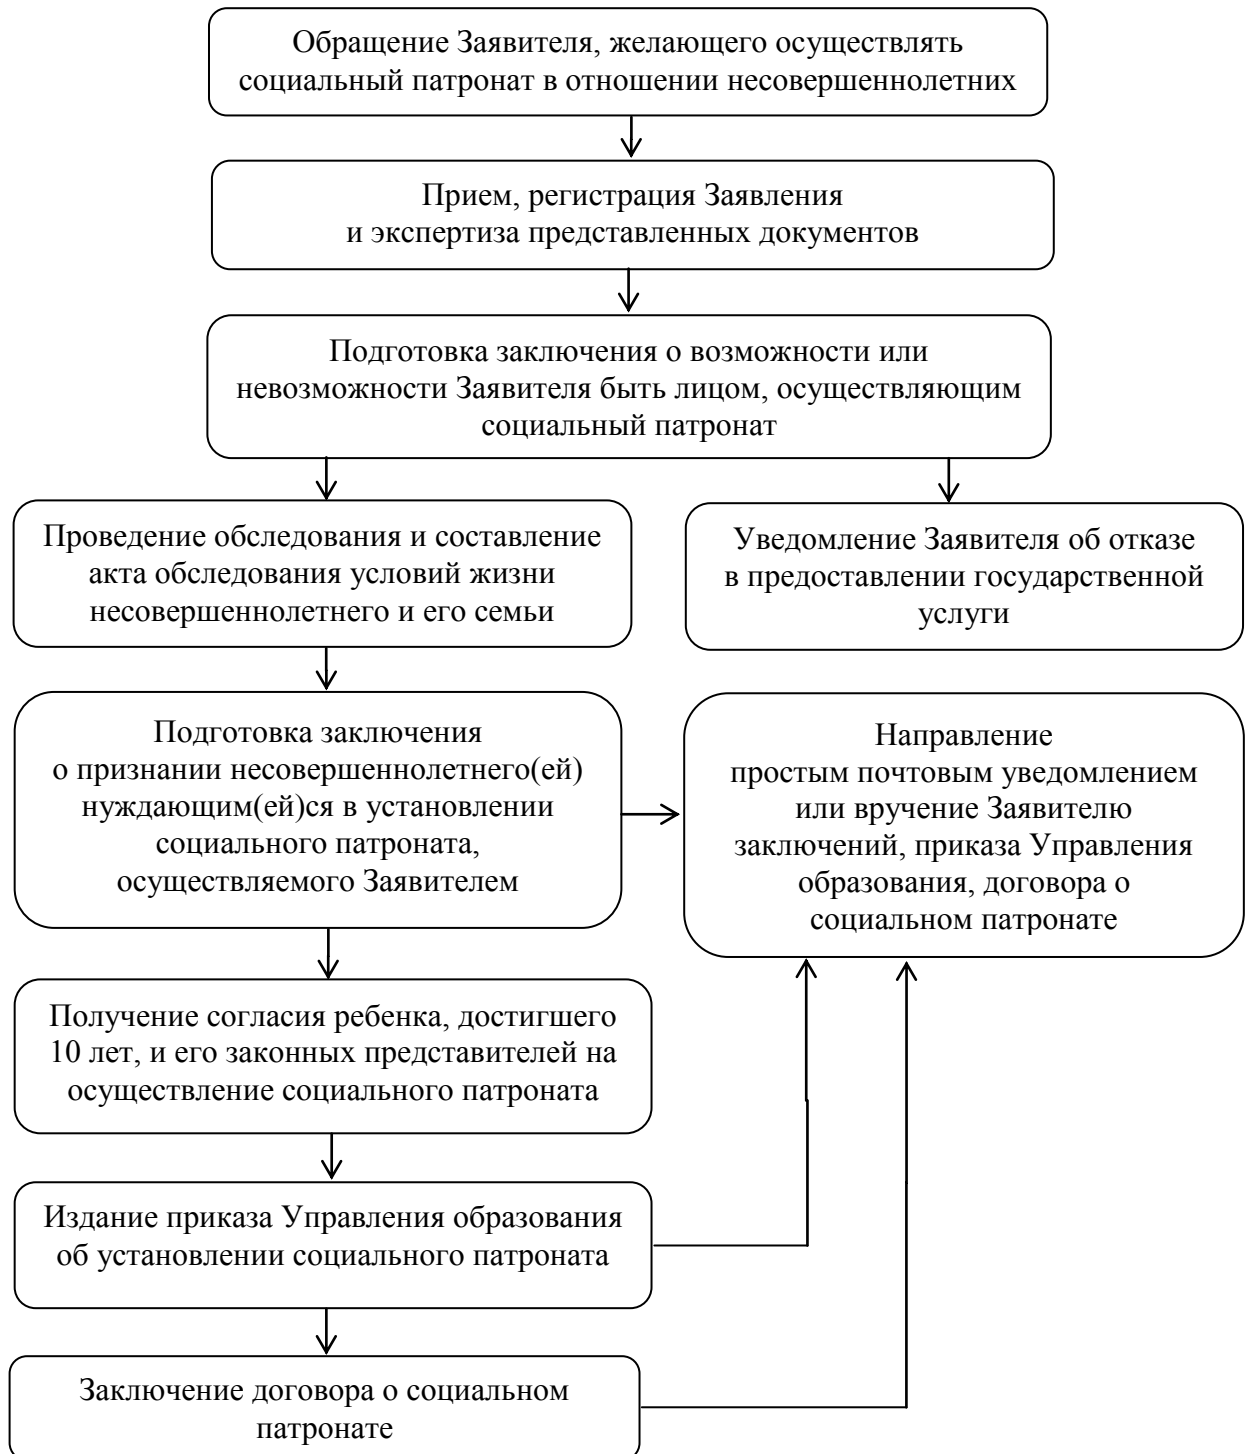 Обращение Заявителя, желающего осуществлять
социальный патронат в отношении несовершеннолетних
Прием, регистрация Заявления
и экспертиза представленных документов
Подготовка заключения о возможности или
невозможности Заявителя быть лицом, осуществляющим
социальный патронат
Проведение обследования и составление
акта обследования условий жизни
несовершеннолетнего и его семьи
Уведомление Заявителя об отказе
в предоставлении государственной
услуги
Подготовка заключения
о признании несовершеннолетнего(ей)
нуждающим(ей)ся в установлении
социального патроната,
осуществляемого Заявителем
Направление
простым почтовым уведомлением
или вручение Заявителю
заключений, приказа Управления
образования, договора о
социальном патронате
Получение согласия ребенка, достигшего
10 лет, и его законных представителей на
осуществление социального патроната
Издание приказа Управления образования
об установлении социального патроната
Заключение договора о социальном
патронате